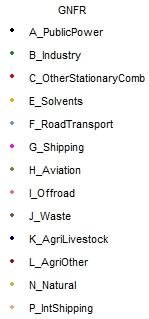 GNFR
A_PublicPower
B_Industry
C_OtherStationaryComb
E_Solvents
F_RoadTransport
G_Shipping
H_Aviation
I_Offroad
J_Waste
K_AgriLivestock
L_AgriOther
N_Natural
P_IntShipping